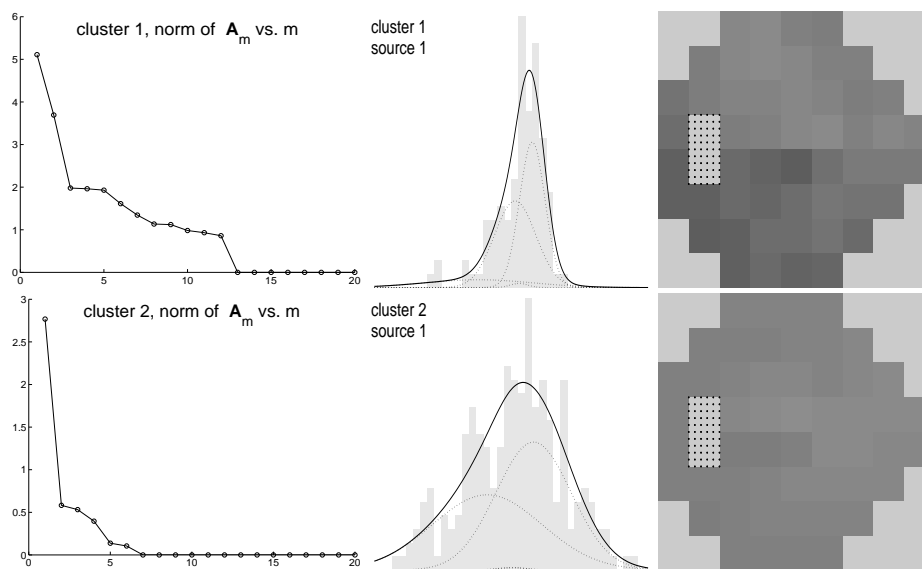 cluster 1, norm of A_m vs. m
6
5
4
3
2
1
0
0 5 10 15 20
cluster 1
source 1
cluster 2, norm of A_m vs. m
3
2.5
2
1.5
1
0.5
0
0 5 10 15 20
cluster 2
source 1